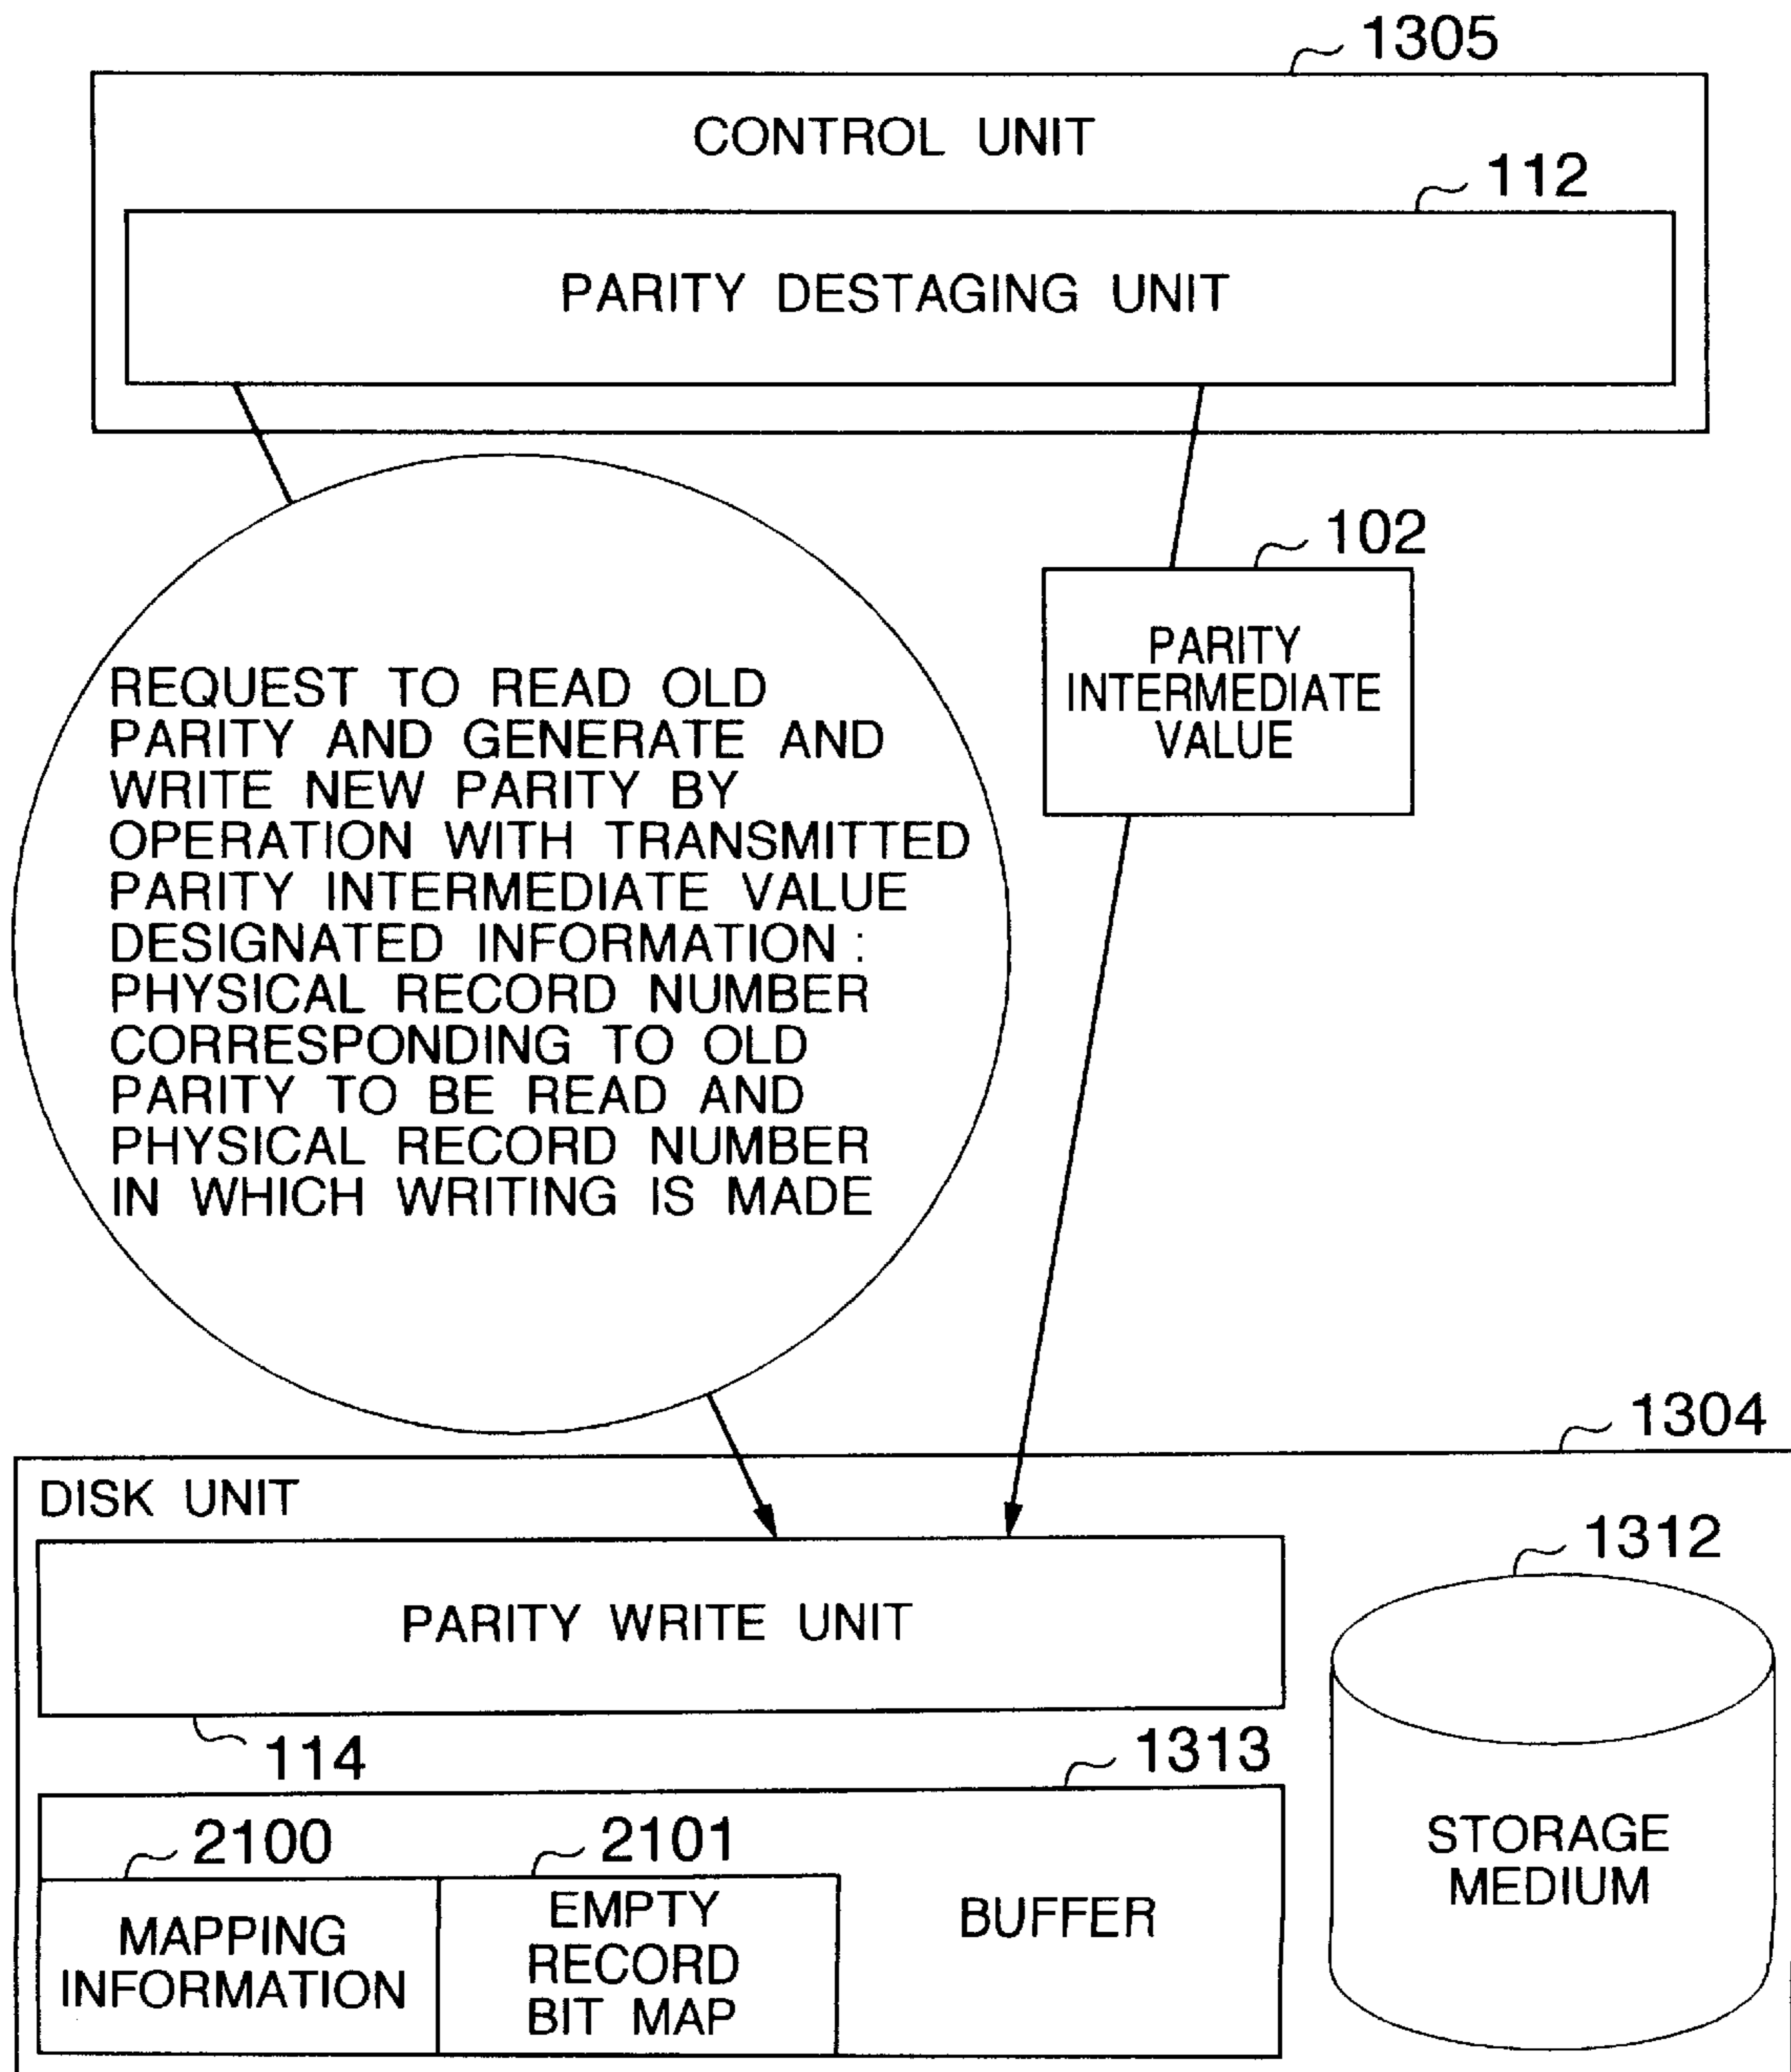 1305
CONTROL UNIT
112
PARITY DESTAGING UNIT
102
PARITY
INTERMEDIATE
VALUE
REQUEST TO READ OLD
PARITY AND GENERATE AND
WRITE NEW PARITY BY
OPERATION WITH TRANSMITTED
PARITY INTERMEDIATE VALUE
DESIGNATED INFORMATION :
PHYSICAL RECORD NUMBER
CORRESPONDING TO OLD
PARITY TO BE READ AND
PHYSICAL RECORD NUMBER
IN WHICH WRITING IS MADE
1304
DISK UNIT
1312
PARITY WRITE UNIT
114
1313
2100
2101
STORAGE
MEDIUM
MAPPING
INFORMATION
EMPTY
RECORD
BIT MAP
BUFFER